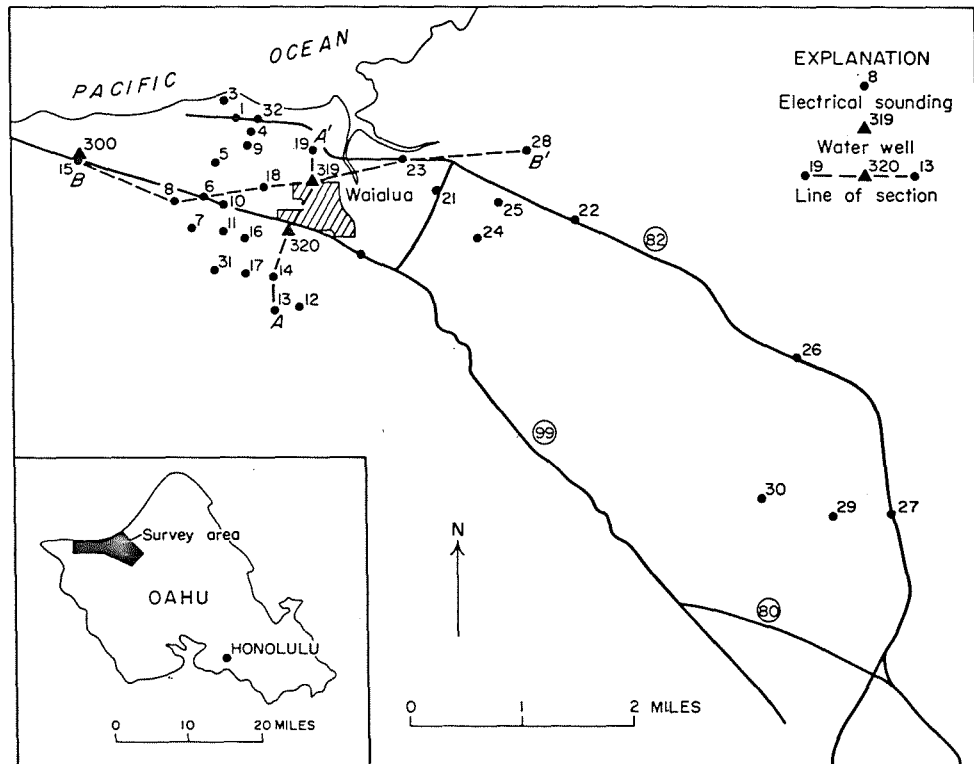 PACIFIC OCEAN
EXPLANATION
8
Electrical sounding
319
Water well
19 320 13
Line of section
3
1 32
4
9
19 A'
28
B'
300
15
B
5
319
23
8
6
18
Waialua
10
21
25
22
7
11
16
320
24
82
31
17
14
13
12
A
26
99
30
29
27
N
80
0 1 2 MILES
Survey area
OAHU
HONOLULU
0 10 20 MILES